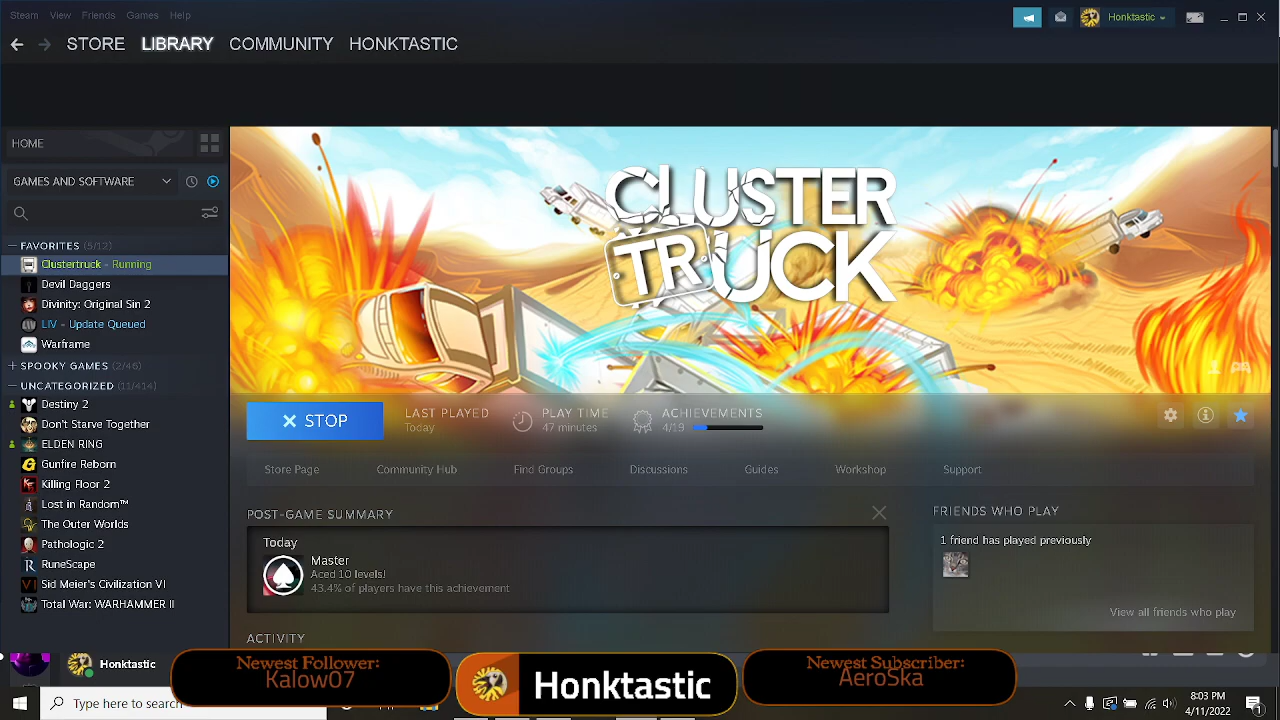 Steam View Friends Games Help
Honktastic
STORE LIBRARY COMMUNITY HONKTASTIC
HOME
GAMES AND SOFTWARE
CLUSTER
TRUCK
FAVORITES (5/12)
Clustertruck - Running
Devil Daggers
Divinity: Original Sin 2
LIV - Update Queued
Warframe
SPOOKY GAMES (2/46)
UNCATEGORIZED (11/414)
Destiny 2
Don't Starve Together
ELDEN RING
Gunfire Reborn
Killing Floor 2
Lost In Random™
The Outer Worlds
Pathologic 2
RuneScape
Sid Meier's Civilization VI
Total War: WARHAMMER II
STOP
LAST PLAYED
Today
PLAY TIME
47 minutes
ACHIEVEMENTS
4/19
Store Page Community Hub Find Groups Discussions Guides Workshop Support
POST-GAME SUMMARY
Today
Master
Aced 10 levels!
43.4% of players have this achievement
FRIENDS WHO PLAY
1 friend has played previously
View all friends who play
ACTIVITY
Honktastic
Newest Follower:
Kalow07
Honktastic
Newest Subscriber:
AeroSka
Type here to search
8:03 PM
4/11/2022